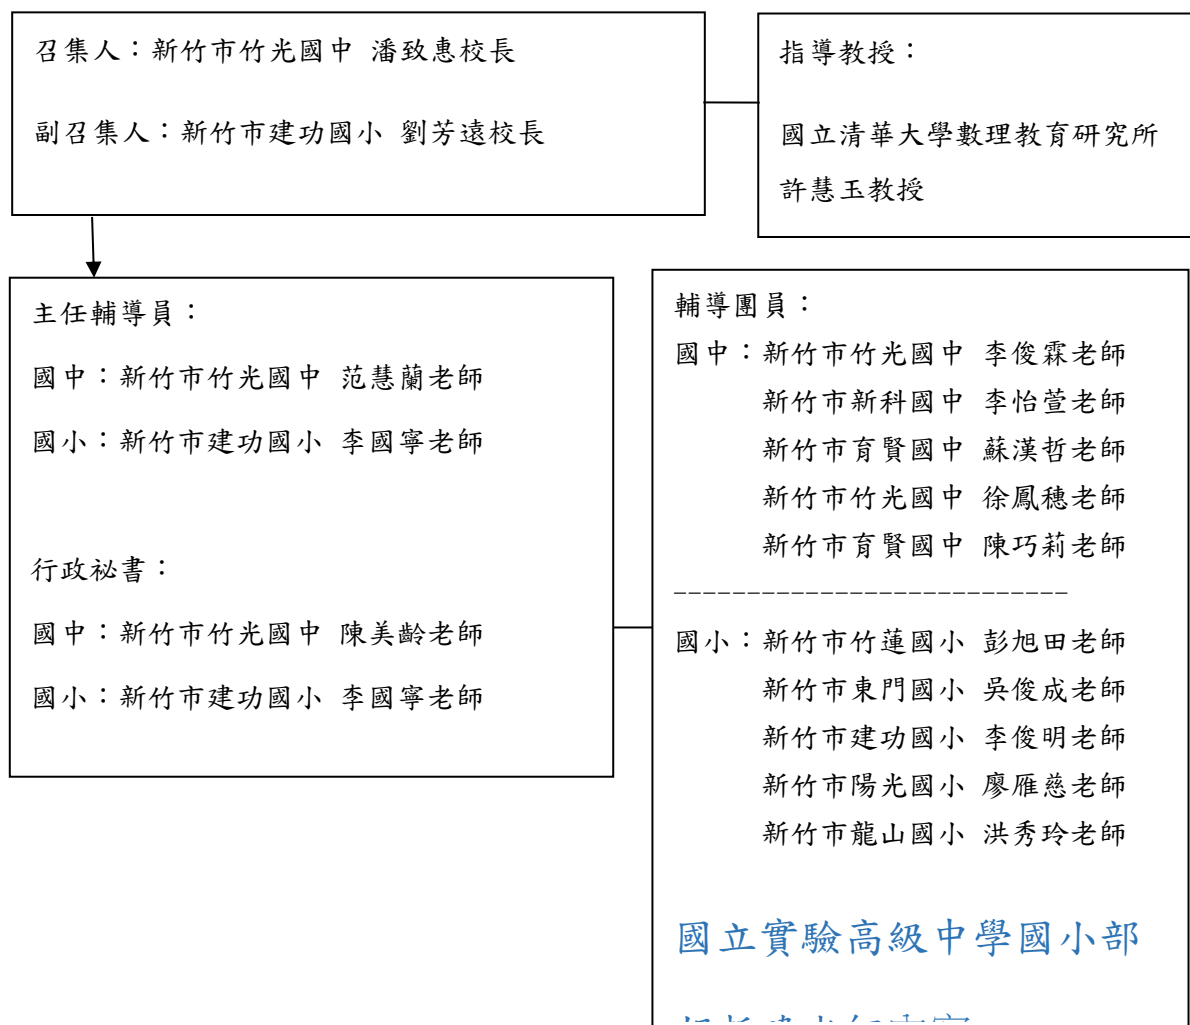 召集人：新竹市竹光國中 潘致惠校長
副召集人：新竹市建功國小 劉芳遠校長
指導教授：
國立清華大學數理教育研究所
許慧玉教授
主任輔導員：
國中：新竹市竹光國中 范慧蘭老師
國小：新竹市建功國小 李國寧老師
行政祕書：
國中：新竹市竹光國中 陳美齡老師
國小：新竹市建功國小 李國寧老師
輔導團員：
國中：新竹市竹光國中 李俊霖老師
新竹市新科國中 李怡萱老師
新竹市育賢國中 蘇漢哲老師
新竹市竹光國中 徐鳳穗老師
新竹市育賢國中 陳巧莉老師
---------------------------
國小：新竹市竹蓮國小 彭旭田老師
新竹市東門國小 吳俊成老師
新竹市建功國小 李俊明老師
新竹市陽光國小 廖雁慈老師
新竹市龍山國小 洪秀玲老師
國立實驗高級中學國小部